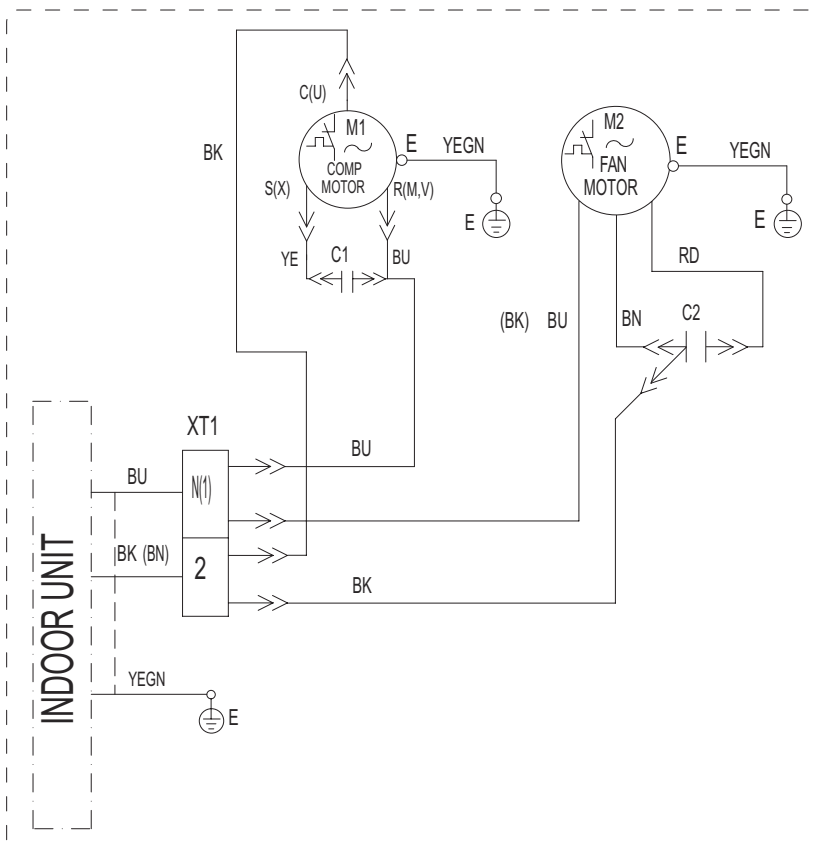 C(U)
M1
COMP
MOTOR
E
YEGN
BK
S(X)
R(M,V)
E
YE
C1
BU
M2
FAN
MOTOR
E
YEGN
E
RD
(BK) BU
BN
C2
XT1
BU
BU
N(1)
BK (BN)
2
BK
INDOOR UNIT
YEGN
E